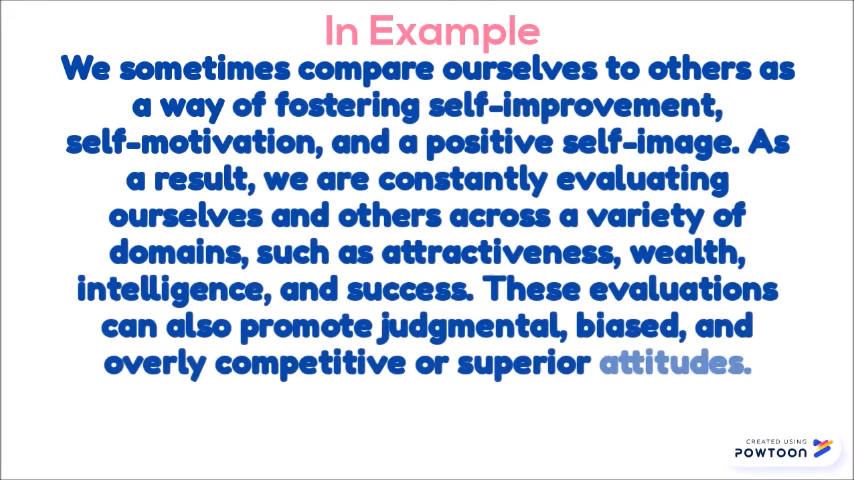 In Example
We sometimes compare ourselves to others as
a way of fostering self-improvement,
self-motivation, and a positive self-image. As
a result, we are constantly evaluating
ourselves and others across a variety of
domains, such as attractiveness, wealth,
intelligence, and success. These evaluations
can also promote judgmental, biased, and
overly competitive or superior attitudes.
CREATED USING
POWTOON